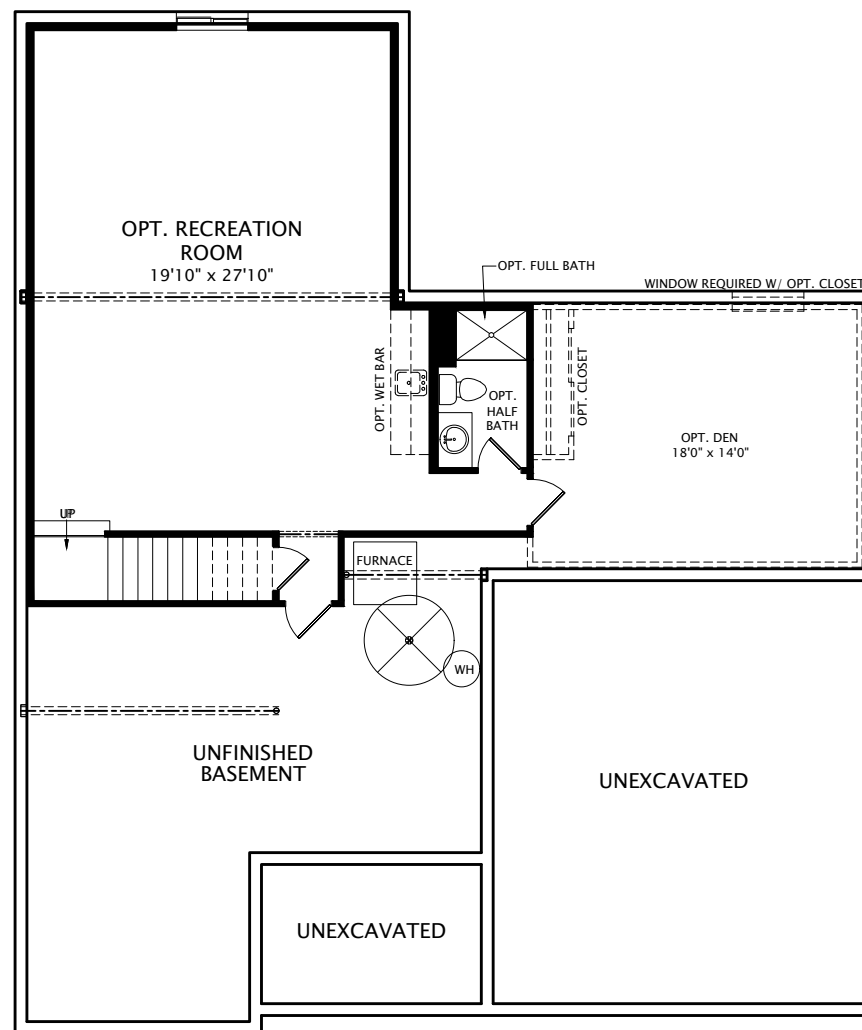 OPT. RECREATION
ROOM
19'10" x 27'10"
OPT. FULL BATH
WINDOW REQUIRED W/ OPT. CLOSET
OPT. WET BAR
OPT.
HALF
BATH
OPT. CLOSET
OPT. DEN
18'0" x 14'0"
UP
FURNACE
WH
UNFINISHED
BASEMENT
UNEXCAVATED
UNEXCAVATED